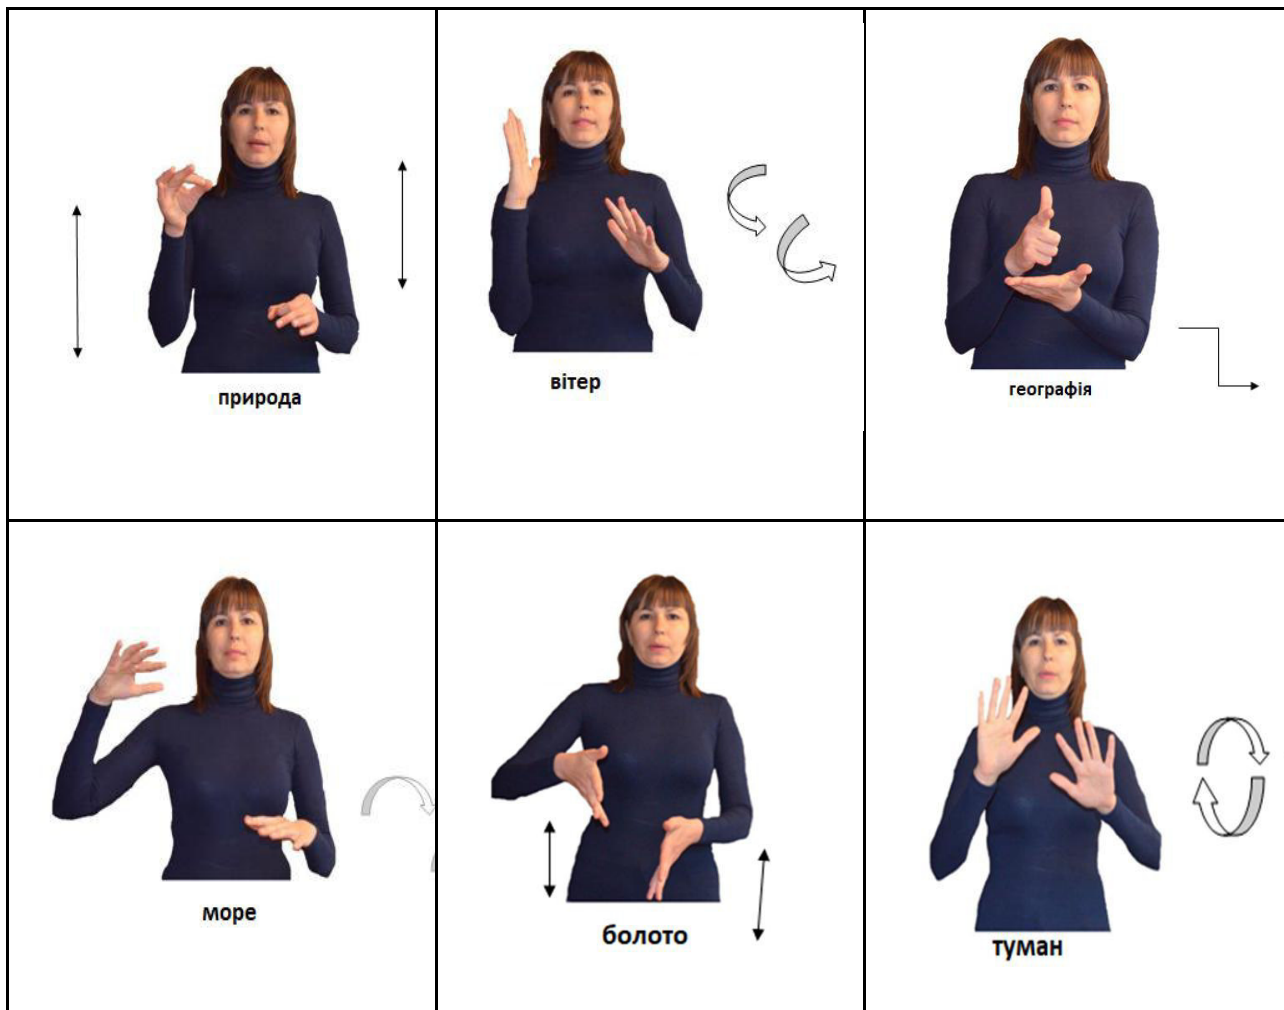 природа
вітер
географія
море
болото
туман